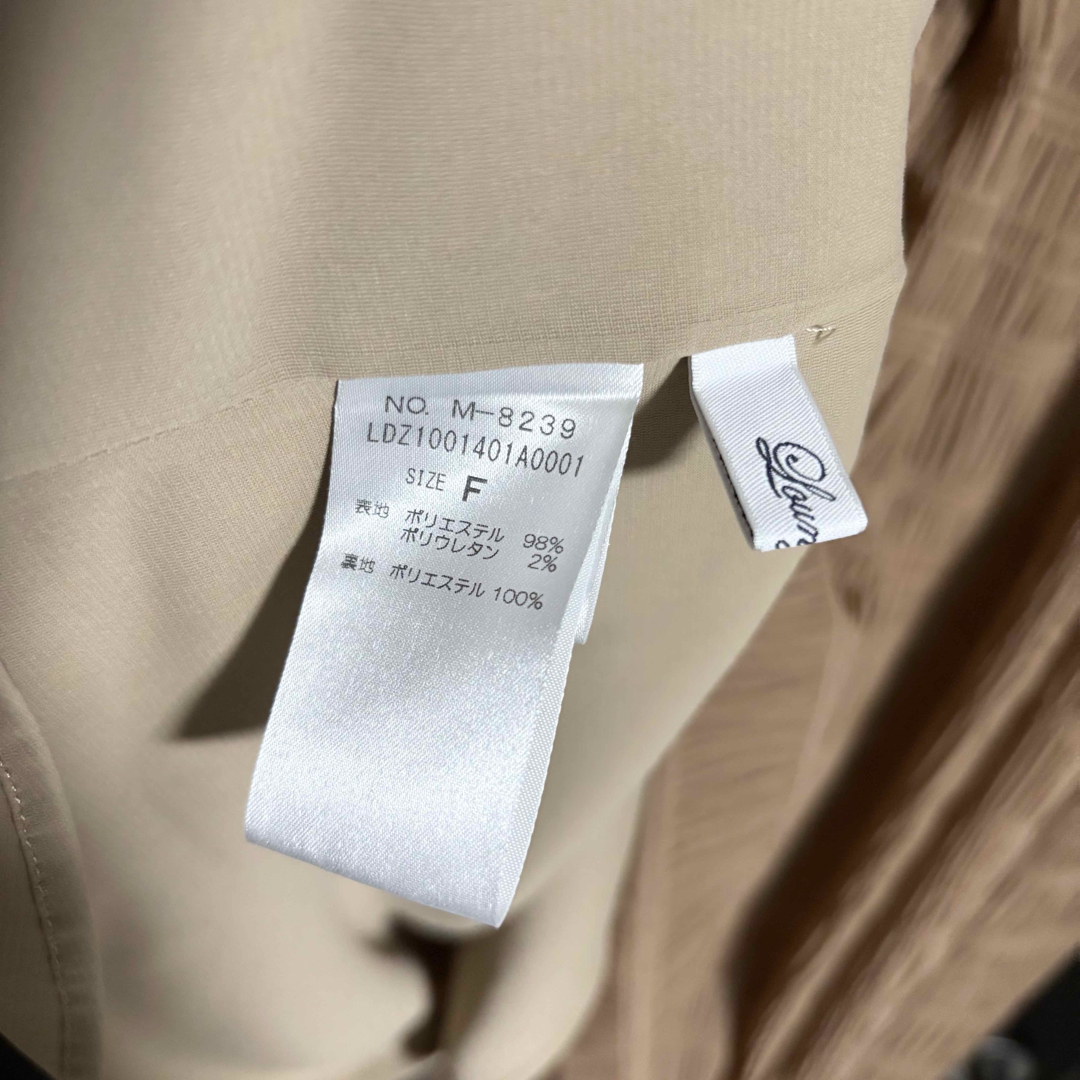 NO. M-8239
LDZ1001401A0001
SIZE F
表地 ポリエステル 98%
ポリウレタン 2%
裏地 ポリエステル 100%